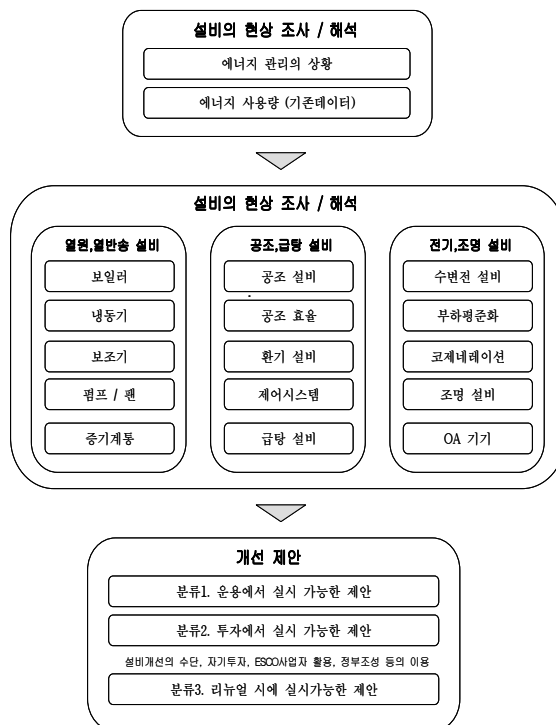 설비의 현상 조사 / 해석
에너지 관리의 상황
에너지 사용량 (기존데이터)
설비의 현상 조사 / 해석
열원,열반송 설비
보일러
냉동기
보조기
펌프 / 팬
증기계통
공조,급탕 설비
공조 설비
공조 효율
환기 설비
제어시스템
급탕 설비
전기,조명 설비
수변전 설비
부하평준화
코제네레이션
조명 설비
OA 기기
개선 제안
분류1. 운용에서 실시 가능한 제안
분류2. 투자에서 실시 가능한 제안
설비개선의 수단, 자기투자, ESCO사업자 활용, 정부조성 등의 이용
분류3. 리뉴얼 시에 실시가능한 제안